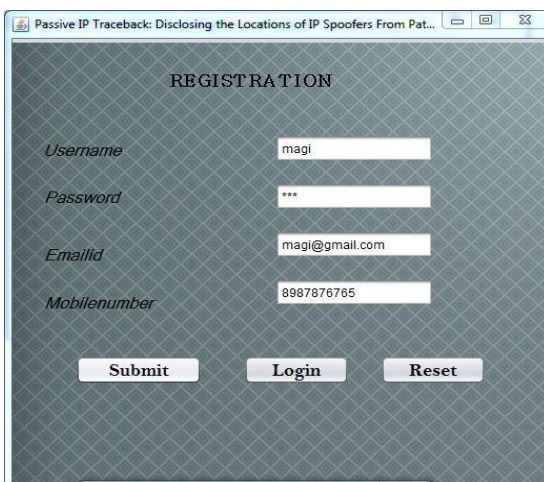 Passive IP Traceback: Disclosing the Locations of IP Spoofers From Pat...
REGISTRATION
Username magi
Password ***
Emailid magi@gmail.com
Mobilenumber 8987876765
Submit Login Reset